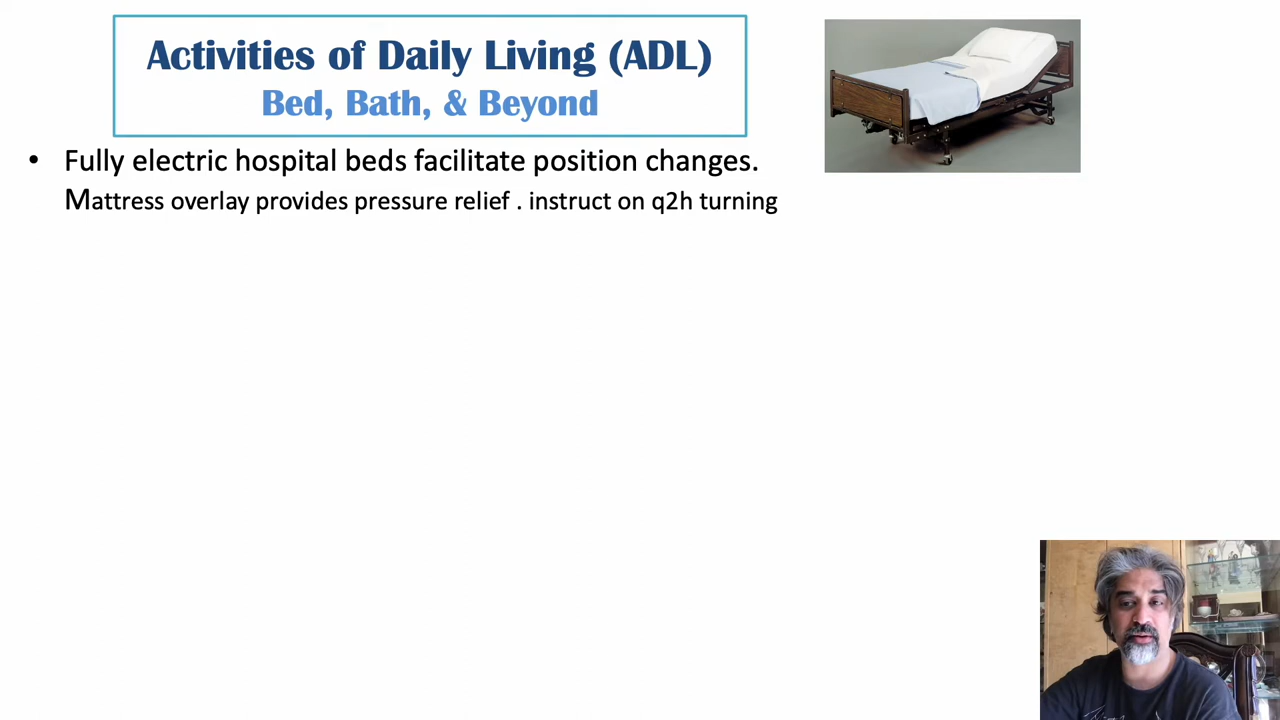 Activities of Daily Living (ADL)
Bed, Bath, & Beyond
• Fully electric hospital beds facilitate position changes.
Mattress overlay provides pressure relief . instruct on q2h turning